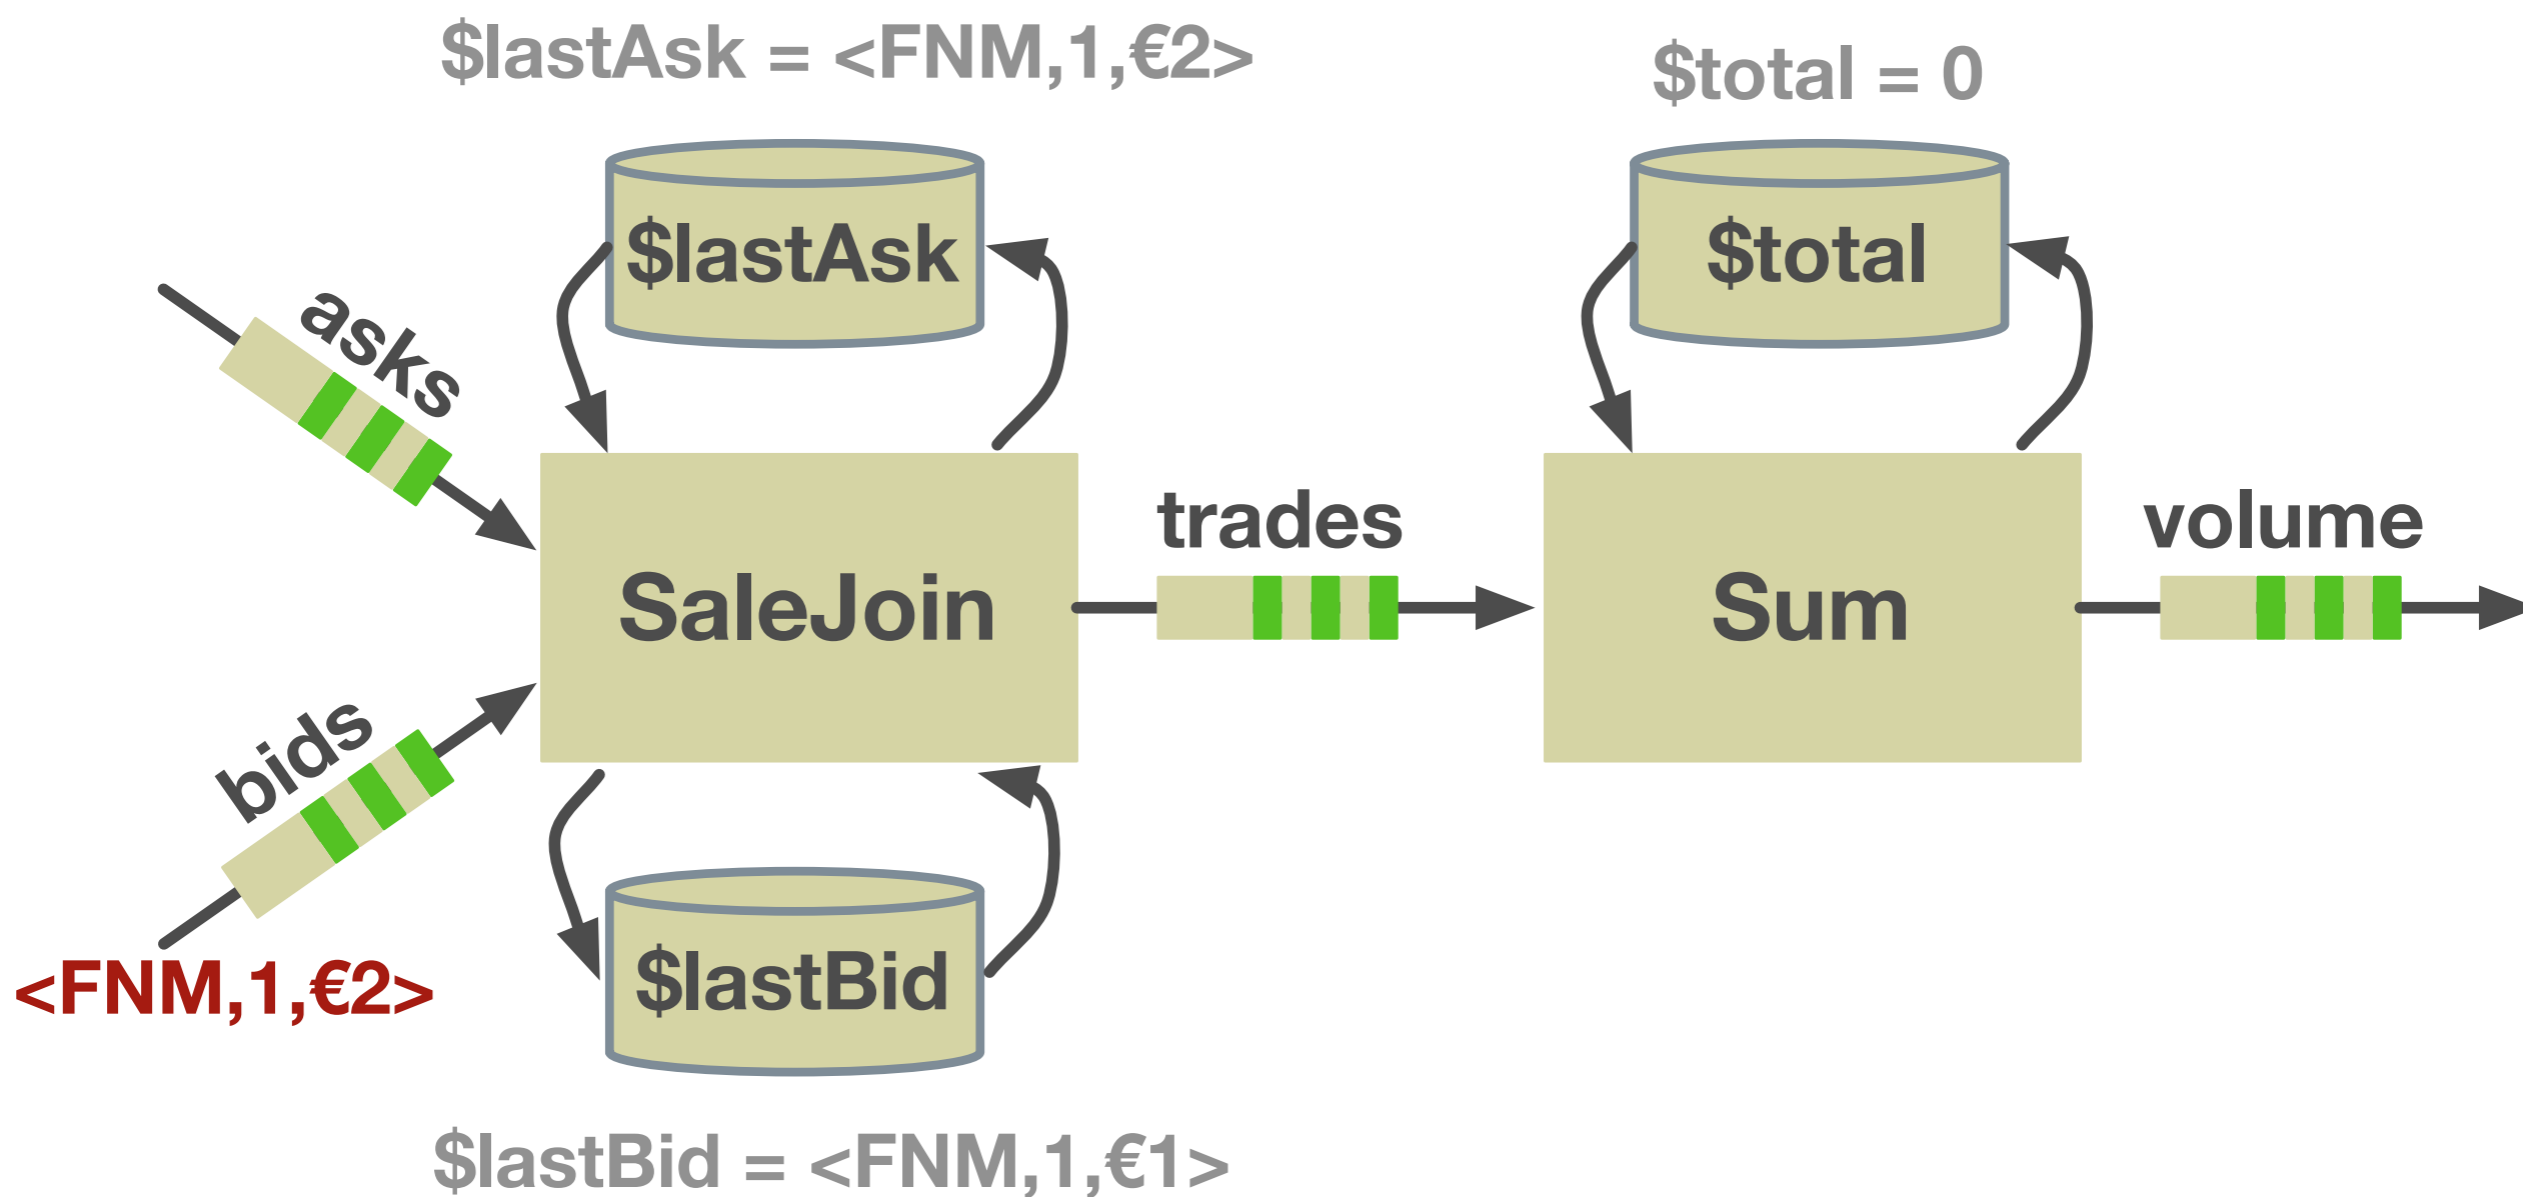 $lastAsk = <FNM,1,€2>
$total = 0
$lastAsk
$total
asks
SaleJoin
trades
Sum
volume
bids
<FNM,1,€2>
$lastBid
$lastBid = <FNM,1,€1>